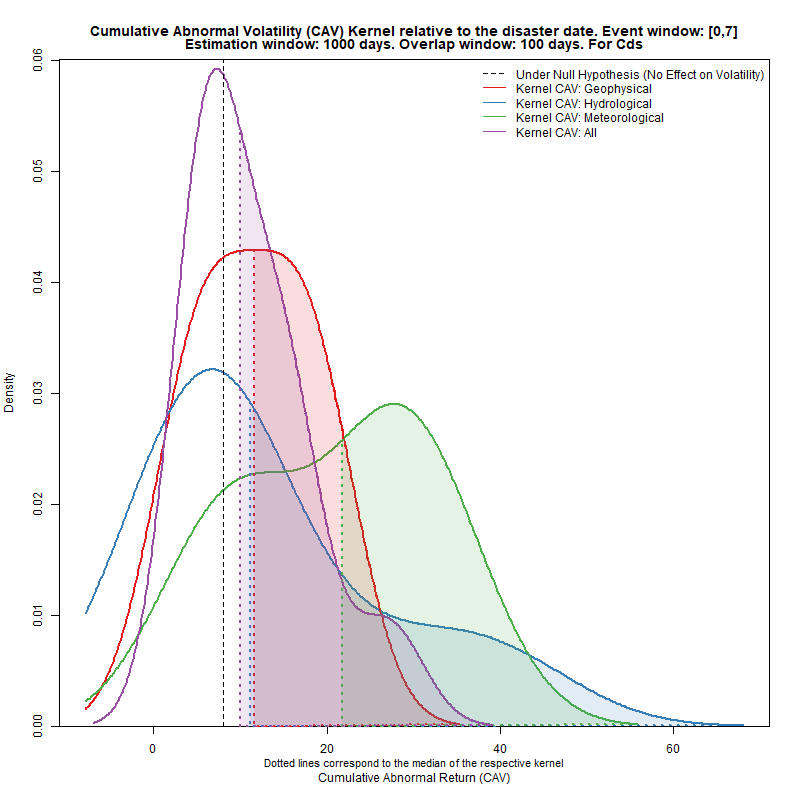 Cumulative Abnormal Volatility (CAV) Kernel relative to the disaster date. Event window: [0,7]
Estimation window: 1000 days. Overlap window: 100 days. For Cds
Under Null Hypothesis (No Effect on Volatility)
Kernel CAV: Geophysical
Kernel CAV: Hydrological
Kernel CAV: Meteorological
Kernel CAV: All
Density
0.06
0.05
0.04
0.03
0.02
0.01
0.00
0 20 40 60
Dotted lines correspond to the median of the respective kernel
Cumulative Abnormal Return (CAV)